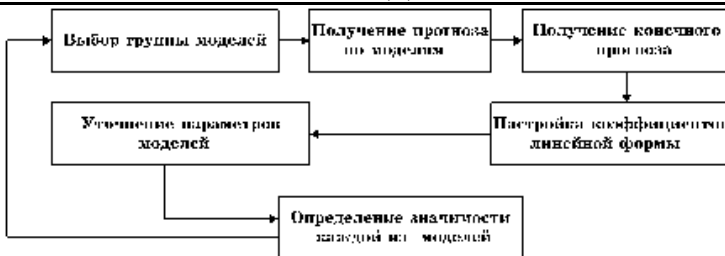 Выбор группы моделей
Получение прогноза
по моделям
Получение конечного
прогноза
Настройка коэффициентов
линейной формы
Уточнение параметров
моделей
Определение значимости
каждой из моделей